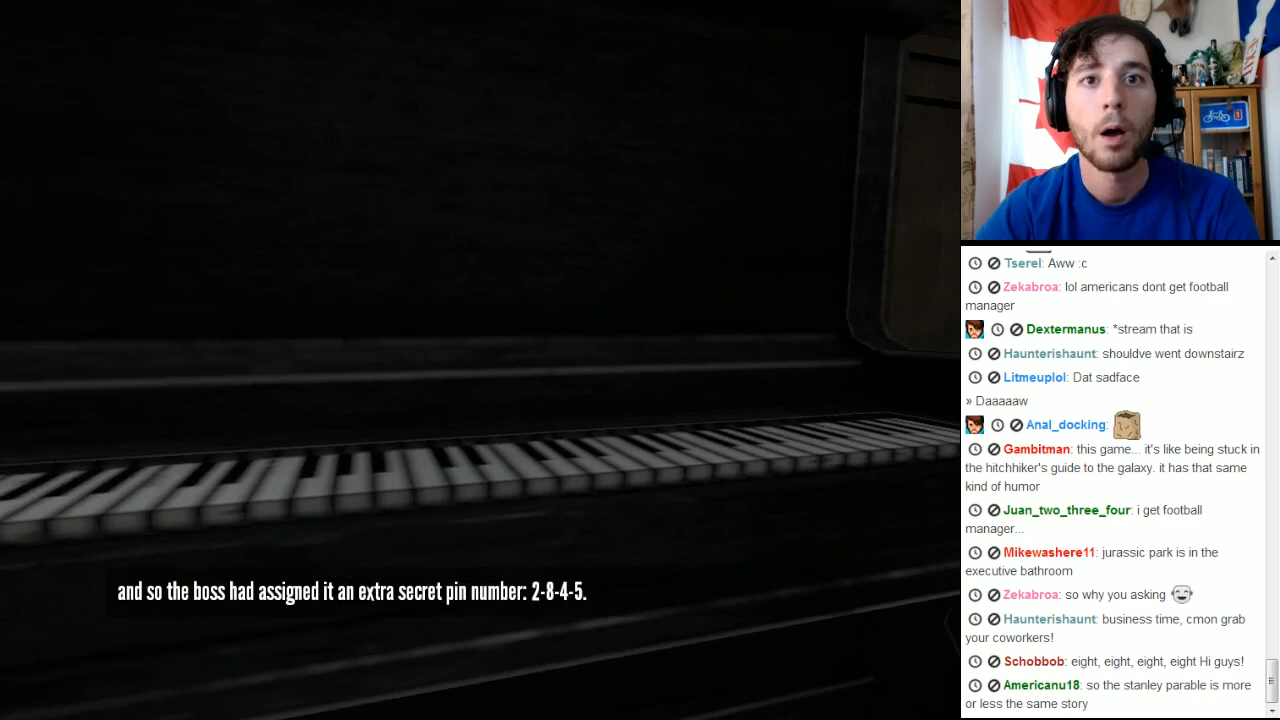 and so the boss had assigned it an extra secret pin number: 2-8-4-5.
Tserel: Aww :c
Zekabroa: lol americans dont get football
manager
Dextermanus: *stream that is
Haunterishaunt: shouldve went downstairz
Litmeuplol: Dat sadface
» Daaaaaw
Anal_docking:
Gambitman: this game... it's like being stuck in
the hitchhiker's guide to the galaxy. it has that same
kind of humor
Juan_two_three_four: i get football
manager...
Mikewashere11: jurassic park is in the
executive bathroom
Zekabroa: so why you asking
Haunterishaunt: business time, cmon grab
your coworkers!
Schobbob: eight, eight, eight, eight Hi guys!
Americanu18: so the stanley parable is more
or less the same story